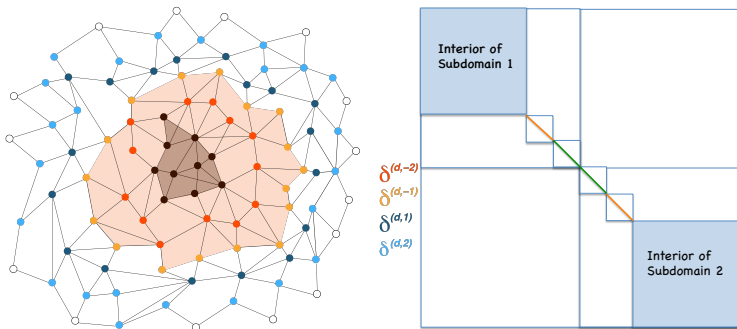 Interior of
Subdomain 1
δ(d,−2)
δ(d,−1)
δ(d,1)
δ(d,2)
Interior of
Subdomain 2